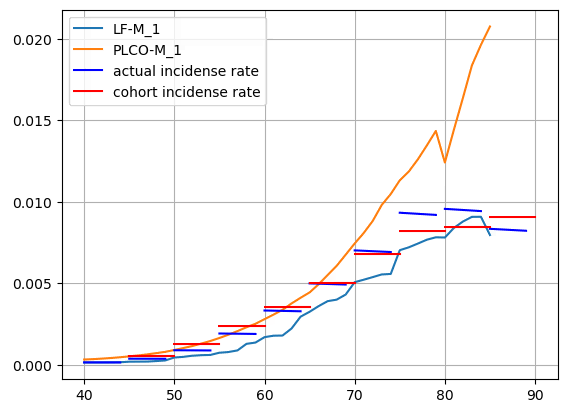 LF-M_1
PLCO-M_1
actual incidense rate
cohort incidense rate
0.020
0.015
0.010
0.005
0.000
40 50 60 70 80 90